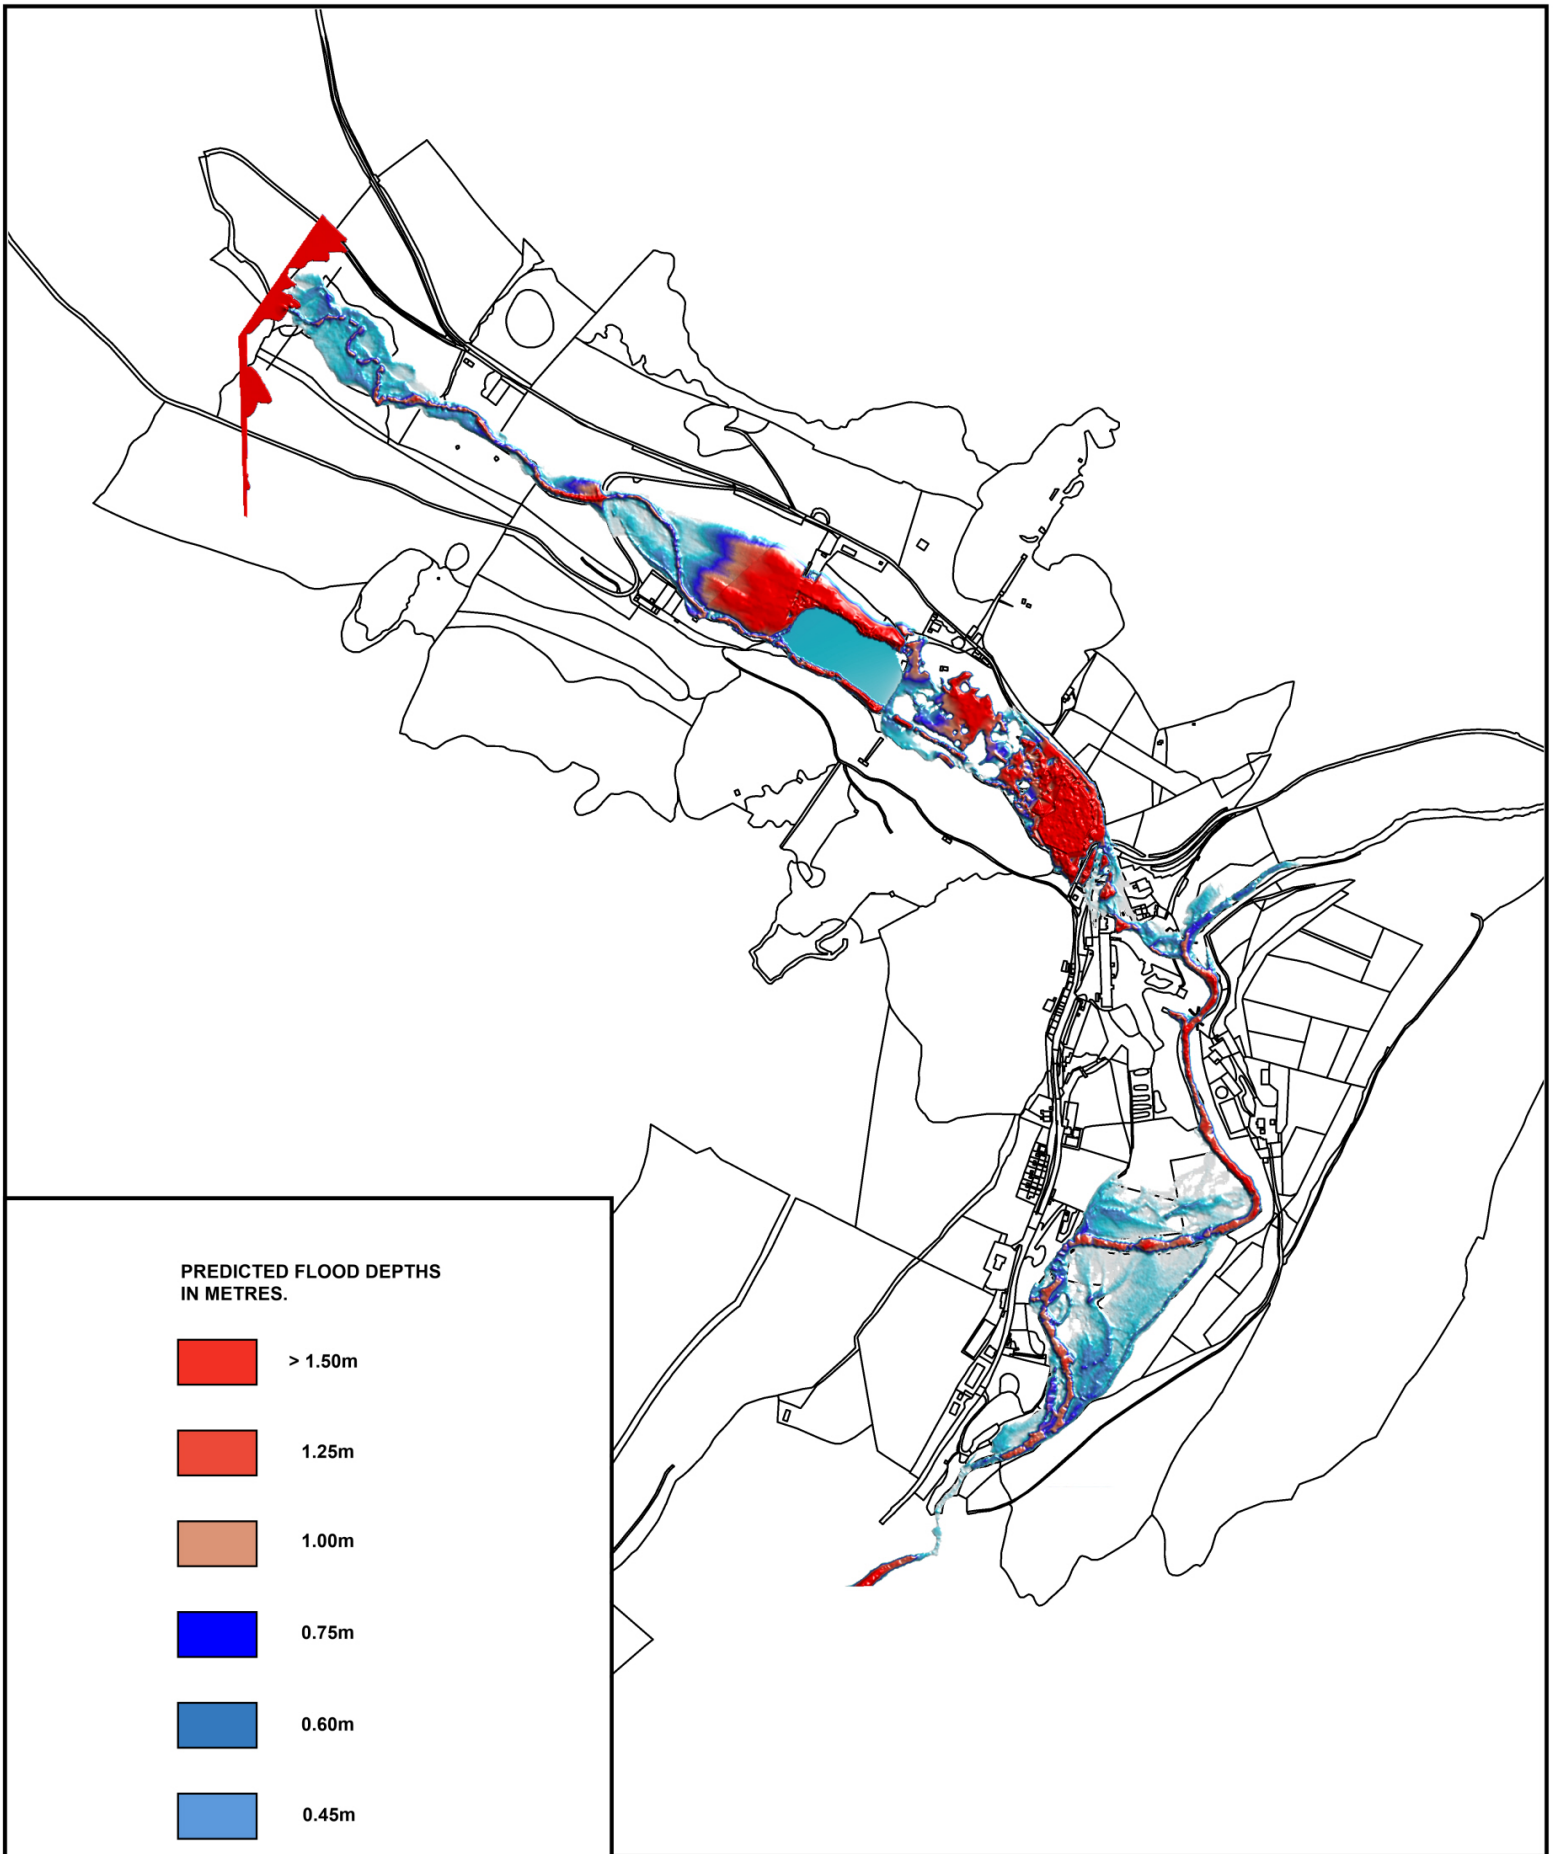 PREDICTED FLOOD DEPTHS
IN METRES.
> 1.50m
1.25m
1.00m
0.75m
0.60m
0.45m